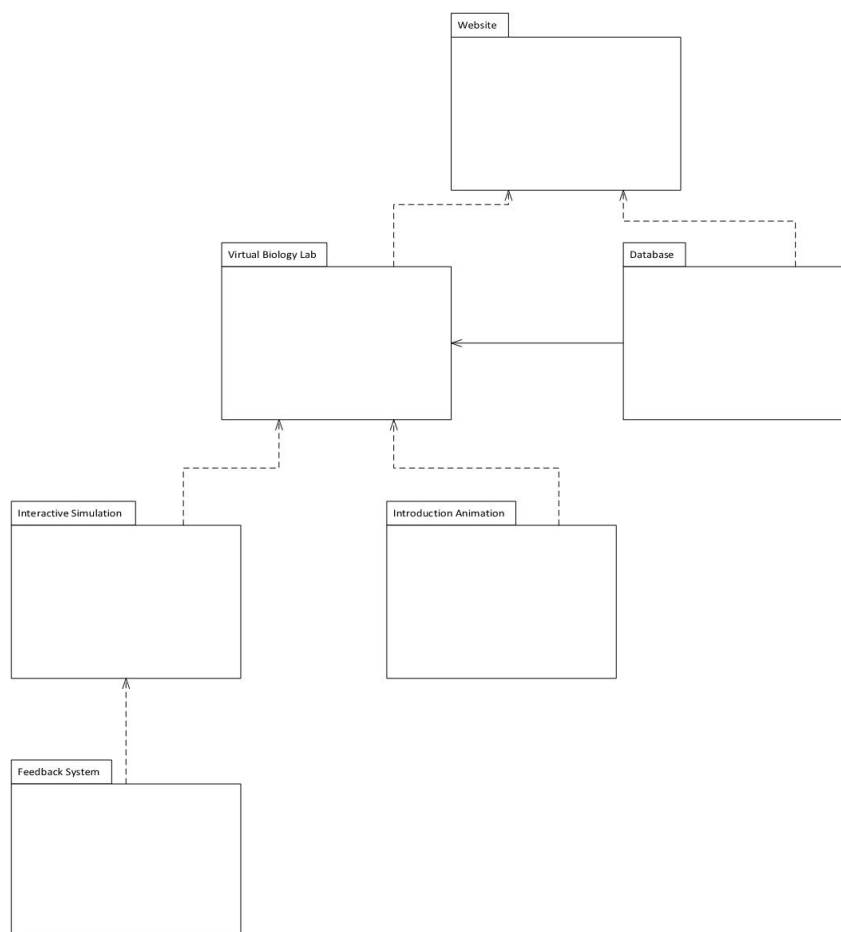 Website
Virtual Biology Lab
Database
Interactive Simulation
Introduction Animation
Feedback System